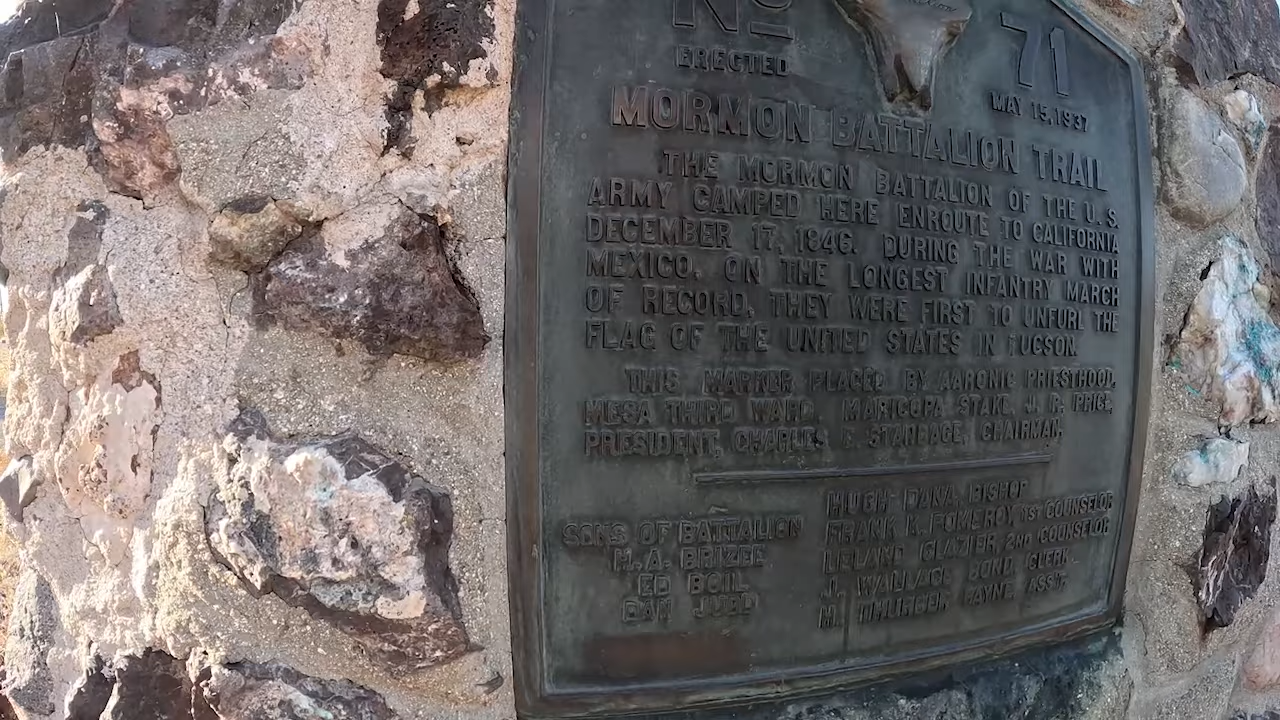 No 71
ERECTED MAY 15, 1937
MORMON BATTALION TRAIL
THE MORMON BATTALION OF THE U. S.
ARMY CAMPED HERE ENROUTE TO CALIFORNIA
DECEMBER 17, 1846. DURING THE WAR WITH
MEXICO. ON THE LONGEST INFANTRY MARCH
OF RECORD. THEY WERE FIRST TO UNFURL THE
FLAG OF THE UNITED STATES IN TUCSON.
THIS MARKER PLACED BY AARONIC PRIESTHOOD,
MESA THIRD WARD. MARICOPA STAKE. J. R. PRICE,
PRESIDENT, CHARLES STANDAGE, CHAIRMAN.
SONS OF BATTALION
H. A. BRIZEE
ED BOIL
DAN
HUGH DANA BISHOP
FRANK K. POMEROY, 1ST COUNSELOR
LELAND GLAZIER, 2ND COUNSELOR
J. WALLACE BOND, CLERK.
H. LAYNE ASS'T.